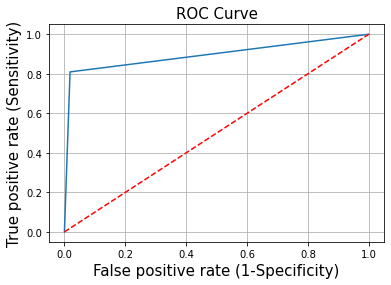 ROC Curve
True positive rate (Sensitivity)
1.0
0.8
0.6
0.4
0.2
0.0
0.0 0.2 0.4 0.6 0.8 1.0
False positive rate (1-Specificity)